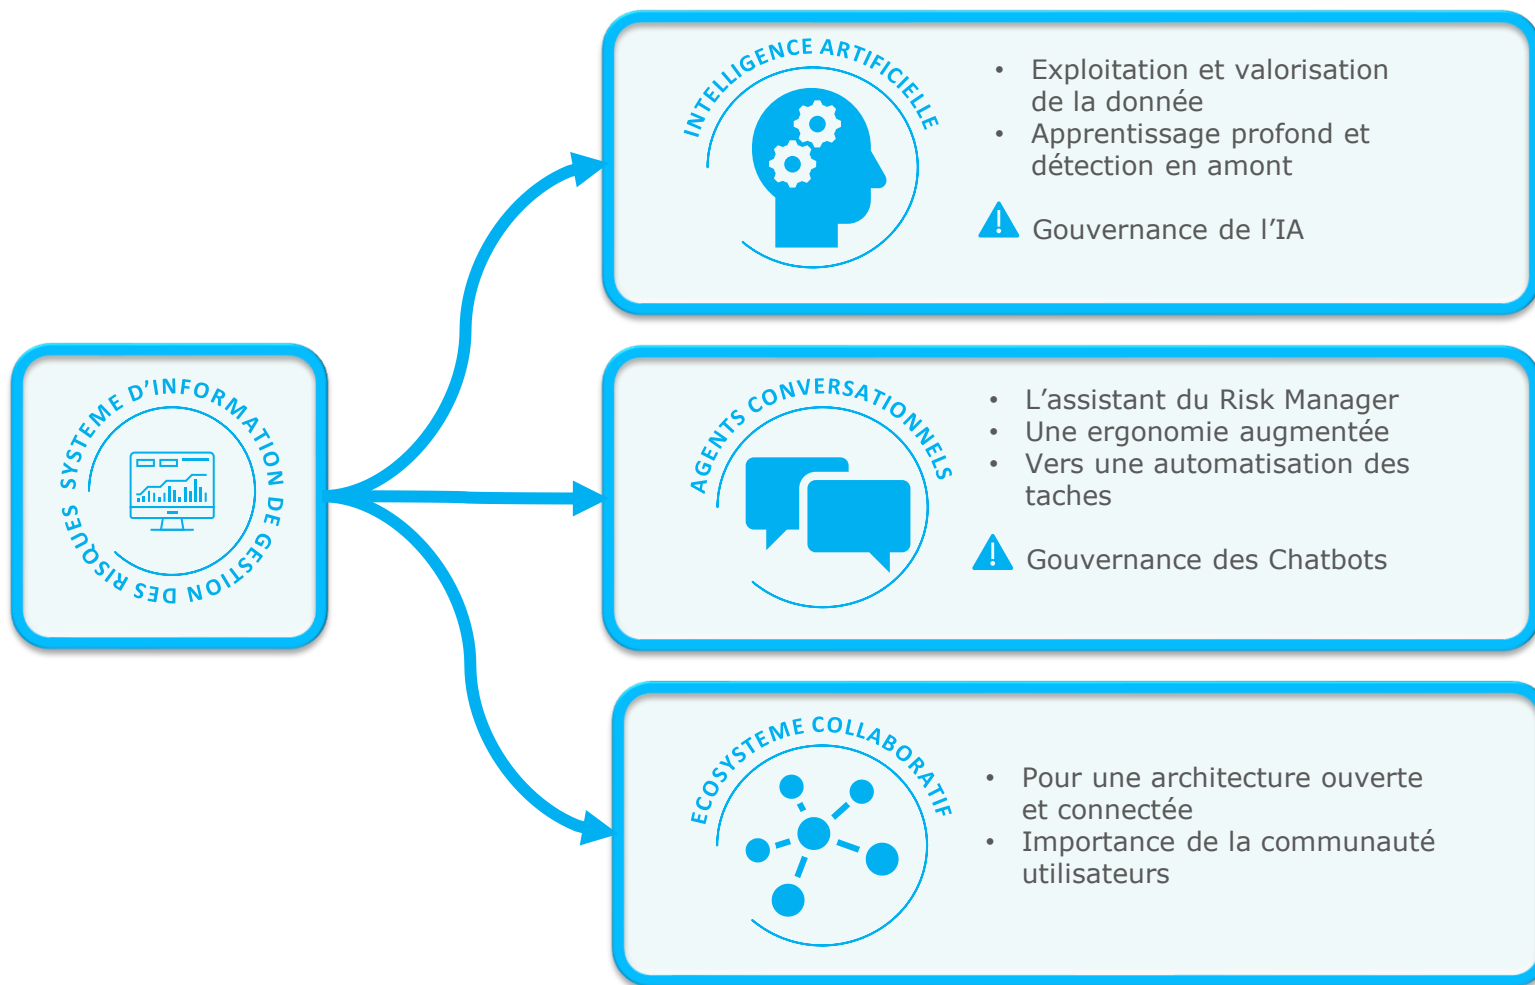 SYSTEME D’INFORMATION DE GESTION DES RISQUES
INTELLIGENCE ARTIFICIELLE
• Exploitation et valorisation
de la donnée
• Apprentissage profond et
détection en amont
Gouvernance de l’IA
AGENTS CONVERSATIONNELS
• L’assistant du Risk Manager
• Une ergonomie augmentée
• Vers une automatisation des
taches
Gouvernance des Chatbots
ECOSYSTEME COLLABORATIF
• Pour une architecture ouverte
et connectée
• Importance de la communauté
utilisateurs